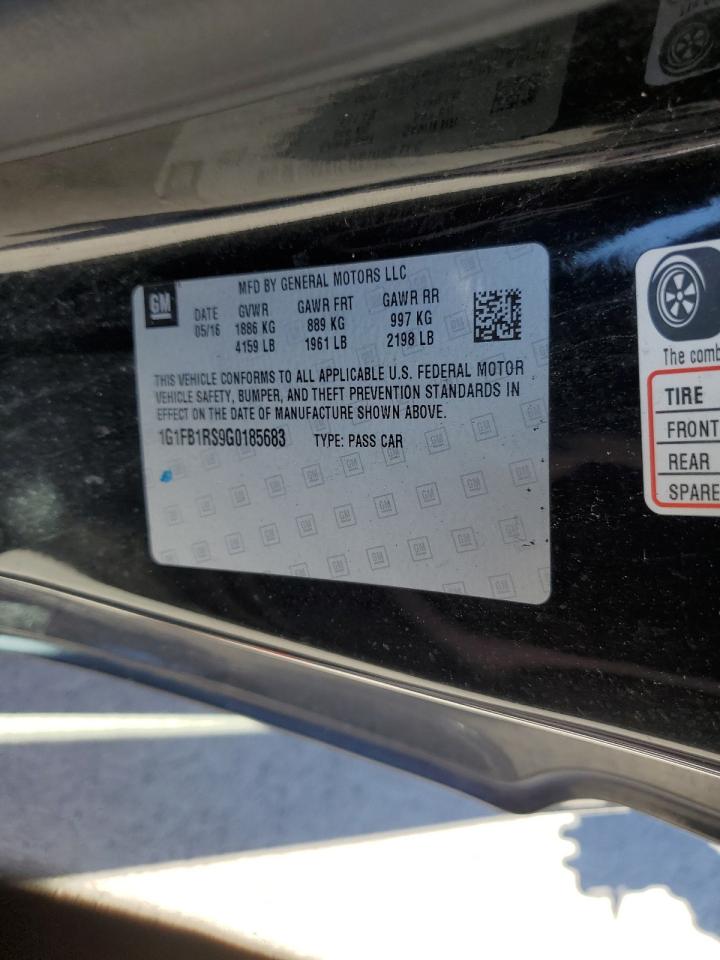 MFD BY GENERAL MOTORS LLC
GM
DATE GVWR GAWR FRT GAWR RR
05/16 1886 KG 889 KG 997 KG
4159 LB 1961 LB 2198 LB
THIS VEHICLE CONFORMS TO ALL APPLICABLE U.S. FEDERAL MOTOR
VEHICLE SAFETY, BUMPER, AND THEFT PREVENTION STANDARDS IN
EFFECT ON THE DATE OF MANUFACTURE SHOWN ABOVE.
1G1FB1RS9G0185683 TYPE: PASS CAR
The comb
TIRE
FRONT
REAR
SPARE